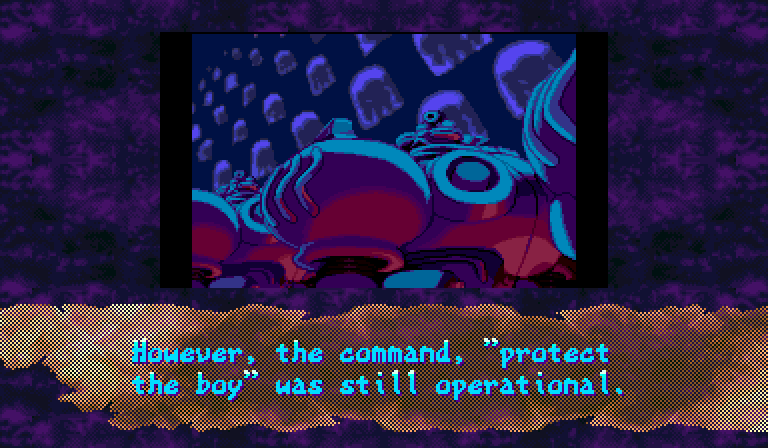 However, the command, "protect
the boy" was still operational.